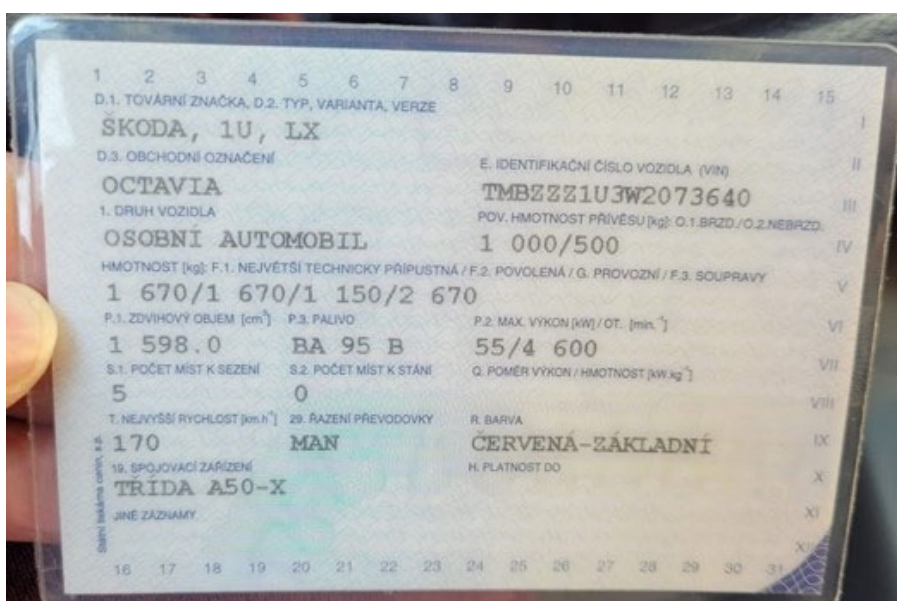 1 2 3 4 5 6 7 8 9 10 11 12 13 14 15
D.1. TOVÁRNÍ ZNAČKA, D.2. TYP, VARIANTA, VERZE
I
ŠKODA, 1U, LX
D.3. OBCHODNÍ OZNAČENÍ E. IDENTIFIKAČNÍ ČÍSLO VOZIDLA (VIN)
II
OCTAVIA TMBZZZ1U3W2073640
III
1. DRUH VOZIDLA POV. HMOTNOST PŘÍVĚSU [kg]: O.1.BRZD./O.2.NEBRZD.
OSOBNÍ AUTOMOBIL 1 000/500
IV
HMOTNOST [kg]: F.1. NEJVĚTŠÍ TECHNICKY PŘÍPUSTNÁ / F.2. POVOLENÁ / G. PROVOZNÍ / F.3. SOUPRAVY
V
1 670/1 670/1 150/2 670
P.1. ZDVIHOVÝ OBJEM [cm³] P.3. PALIVO P.2. MAX. VÝKON [kW] / OT. [min.⁻¹]
VI
1 598.0 BA 95 B 55/4 600
VII
S.1. POČET MÍST K SEZENÍ S.2. POČET MÍST K STÁNÍ Q. POMĚR VÝKON / HMOTNOST [kW.kg⁻¹]
5 0
VIII
T. NEJVYŠŠÍ RYCHLOST [km.h⁻¹] 29. ŘAZENÍ PŘEVODOVKY R. BARVA
170 MAN ČERVENÁ-ZÁKLADNÍ
IX
19. SPOJOVACÍ ZAŘÍZENÍ H. PLATNOST DO
X
TŘÍDA A50-X
JINÉ ZÁZNAMY
XI
XII
Státní tiskárna cenin, s.p.
16 17 18 19 20 21 22 23 24 25 26 27 28 29 30 31